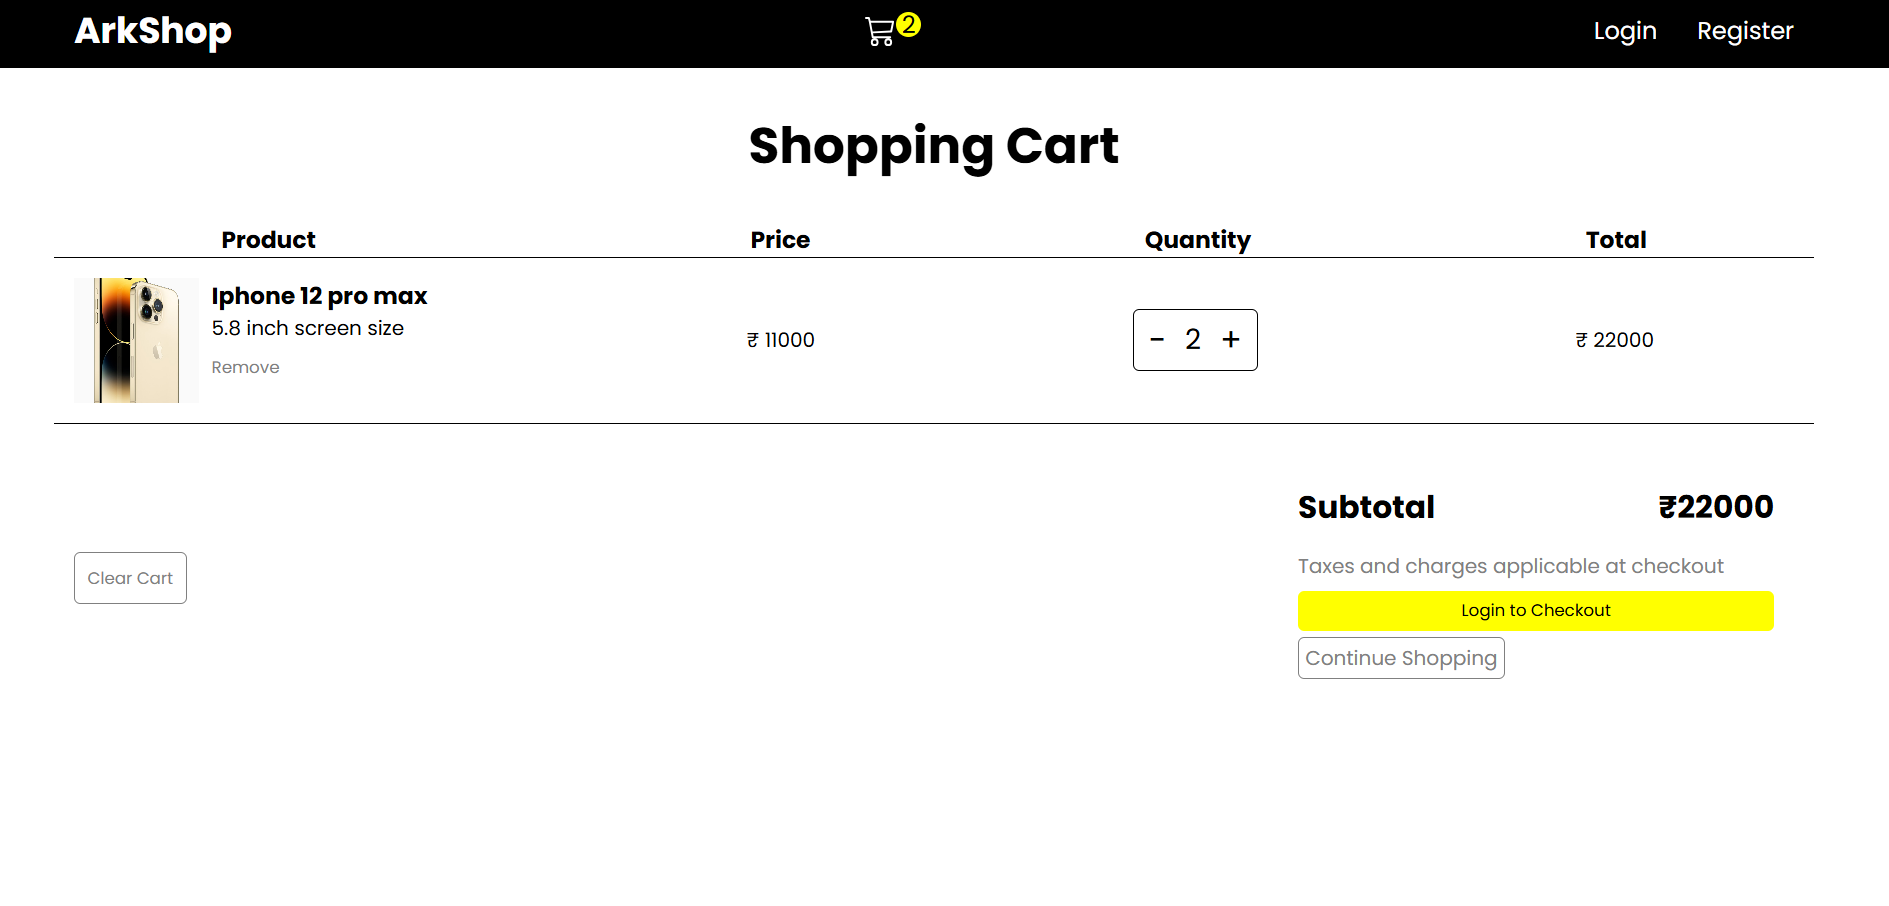 ArkShop 2 Login Register
Shopping Cart
Product Price Quantity Total
Iphone 12 pro max
5.8 inch screen size
Remove
₹ 11000
- 2 +
₹ 22000
Subtotal ₹22000
Taxes and charges applicable at checkout
Clear Cart
Login to Checkout
Continue Shopping